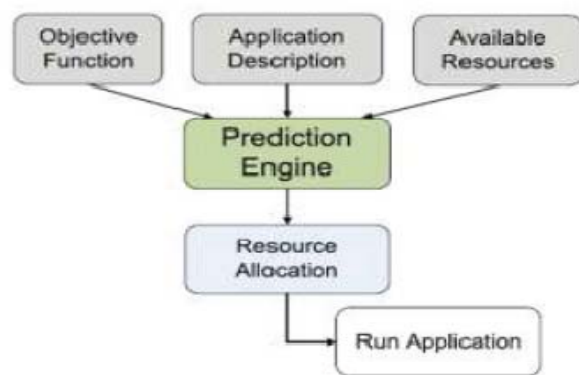 Objective
Function
Application
Description
Available
Resources
Prediction
Engine
Resource
Allocation
Run Application